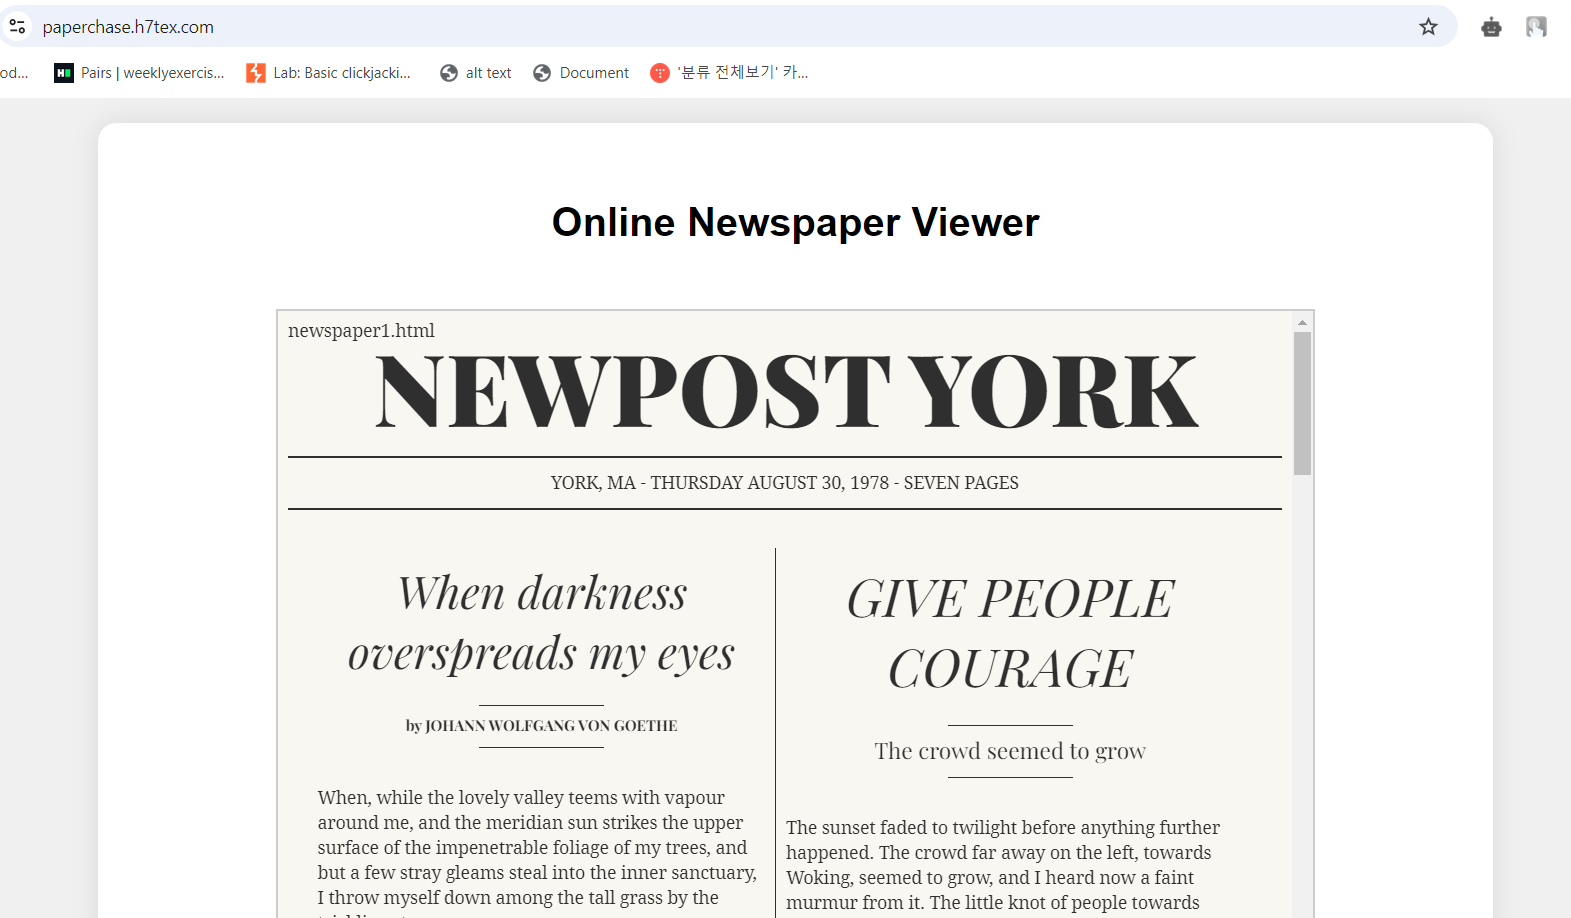 paperchase.h7tex.com
od...
Pairs | weeklyexercis...
Lab: Basic clickjacki...
alt text
Document
'분류 전체보기' 카...
Online Newspaper Viewer
newspaper1.html
NEWPOST YORK
YORK, MA - THURSDAY AUGUST 30, 1978 - SEVEN PAGES
When darkness
overspreads my eyes
by JOHANN WOLFGANG VON GOETHE
When, while the lovely valley teems with vapour
around me, and the meridian sun strikes the upper
surface of the impenetrable foliage of my trees, and
but a few stray gleams steal into the inner sanctuary,
I throw myself down among the tall grass by the
GIVE PEOPLE
COURAGE
The crowd seemed to grow
The sunset faded to twilight before anything further
happened. The crowd far away on the left, towards
Woking, seemed to grow, and I heard now a faint
murmur from it. The little knot of people towards